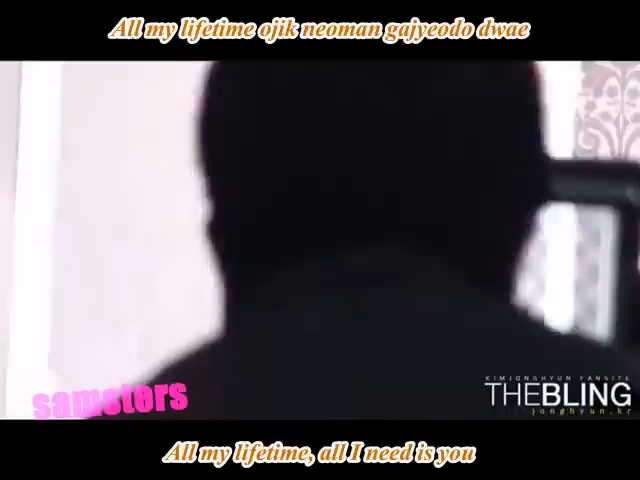 All my lifetime ojik neoman gajyeodo dwae
samsters
KIMJONGHYUN FANSITE
THEBLING
jonghyun.kr
All my lifetime, all I need is you